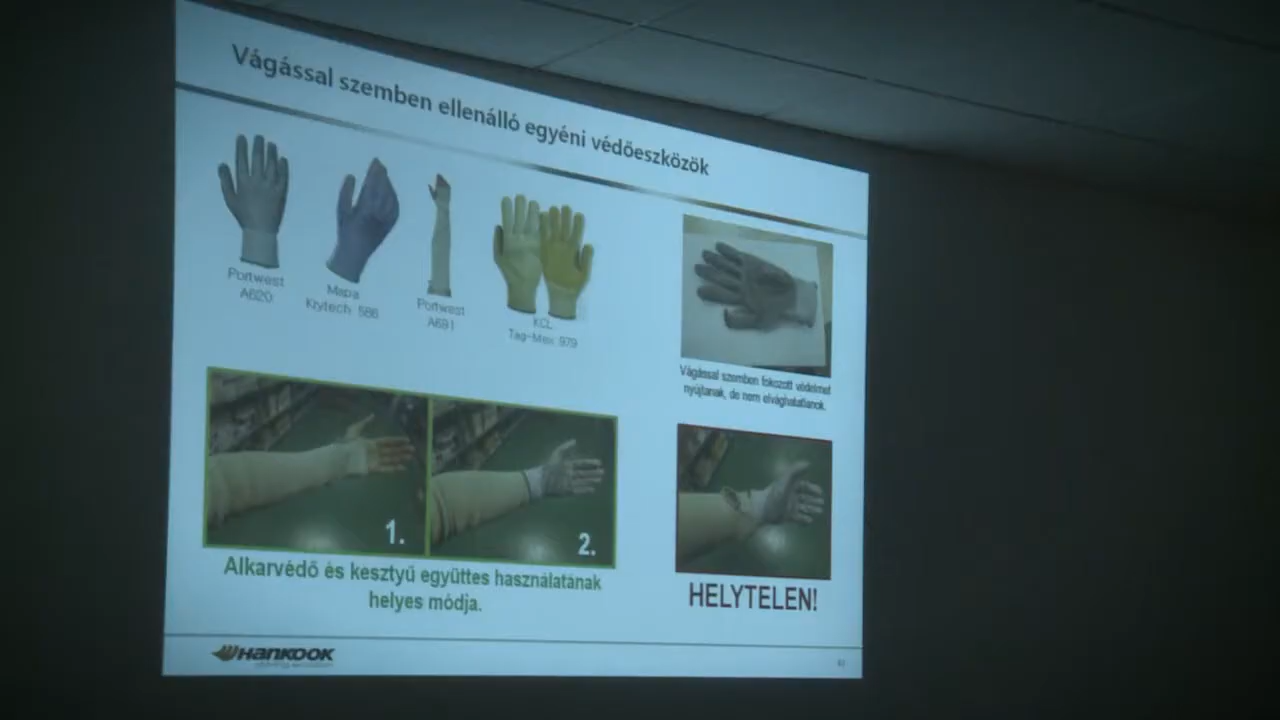 Vágással szemben ellenálló egyéni védőeszközök
Portwest
A620
Mapa
Krytech 586
Portwest
A691
KCL
Tag-Mex 979
Vágással szemben fokozott védelmet
nyújtanak, de nem elvághatatlanok.
1.
2.
Alkarvédő és kesztyű együttes használatának
helyes módja.
HELYTELEN!
HANKOOK